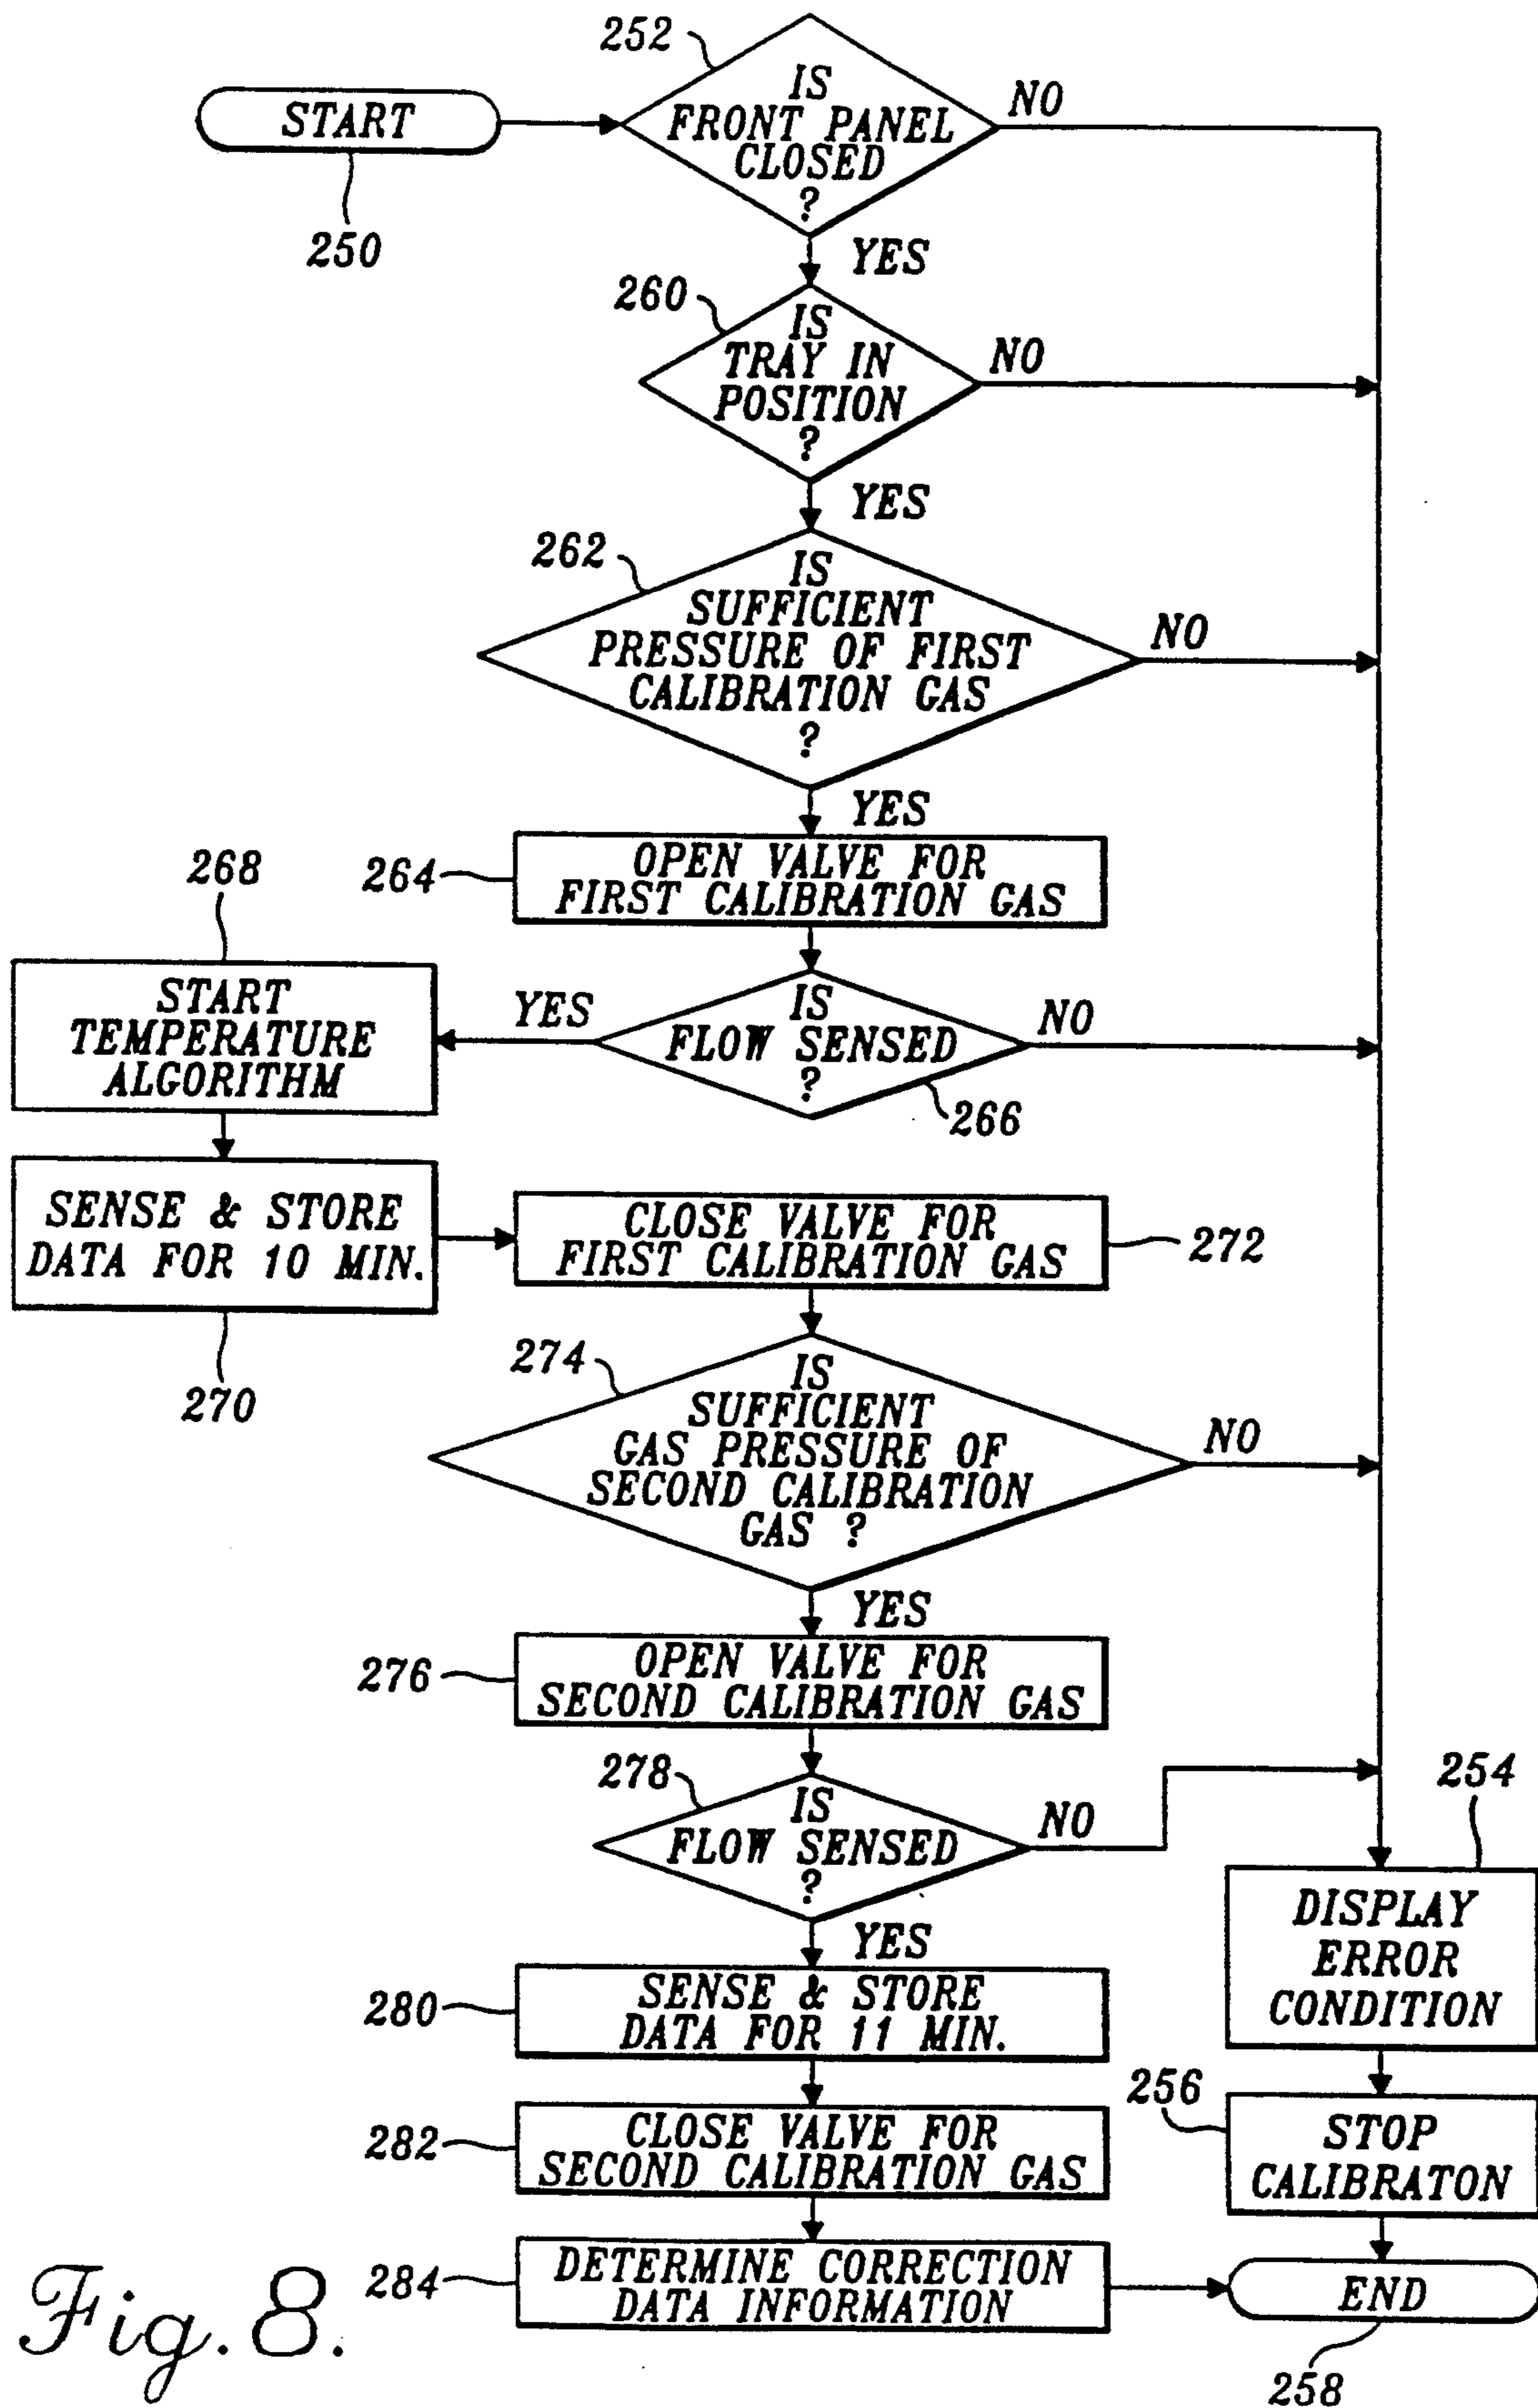 252
IS
FRONT PANEL
CLOSED
?
NO
START
250
YES
260
IS
TRAY IN
POSITION
?
NO
YES
262
IS
SUFFICIENT
PRESSURE OF FIRST
CALIBRATION GAS
?
NO
YES
264
OPEN VALVE FOR
FIRST CALIBRATION GAS
268
START
TEMPERATURE
ALGORITHM
YES
IS
FLOW SENSED
?
NO
266
SENSE & STORE
DATA FOR 10 MIN.
270
CLOSE VALVE FOR
FIRST CALIBRATION GAS
272
274
IS
SUFFICIENT
GAS PRESSURE OF
SECOND CALIBRATION
GAS ?
NO
YES
276
OPEN VALVE FOR
SECOND CALIBRATION GAS
278
IS
FLOW SENSED
?
NO
254
DISPLAY
ERROR
CONDITION
YES
280
SENSE & STORE
DATA FOR 11 MIN.
256
STOP
CALIBRATON
282
CLOSE VALVE FOR
SECOND CALIBRATION GAS
284
DETERMINE CORRECTION
DATA INFORMATION
END
258
Fig. 8.